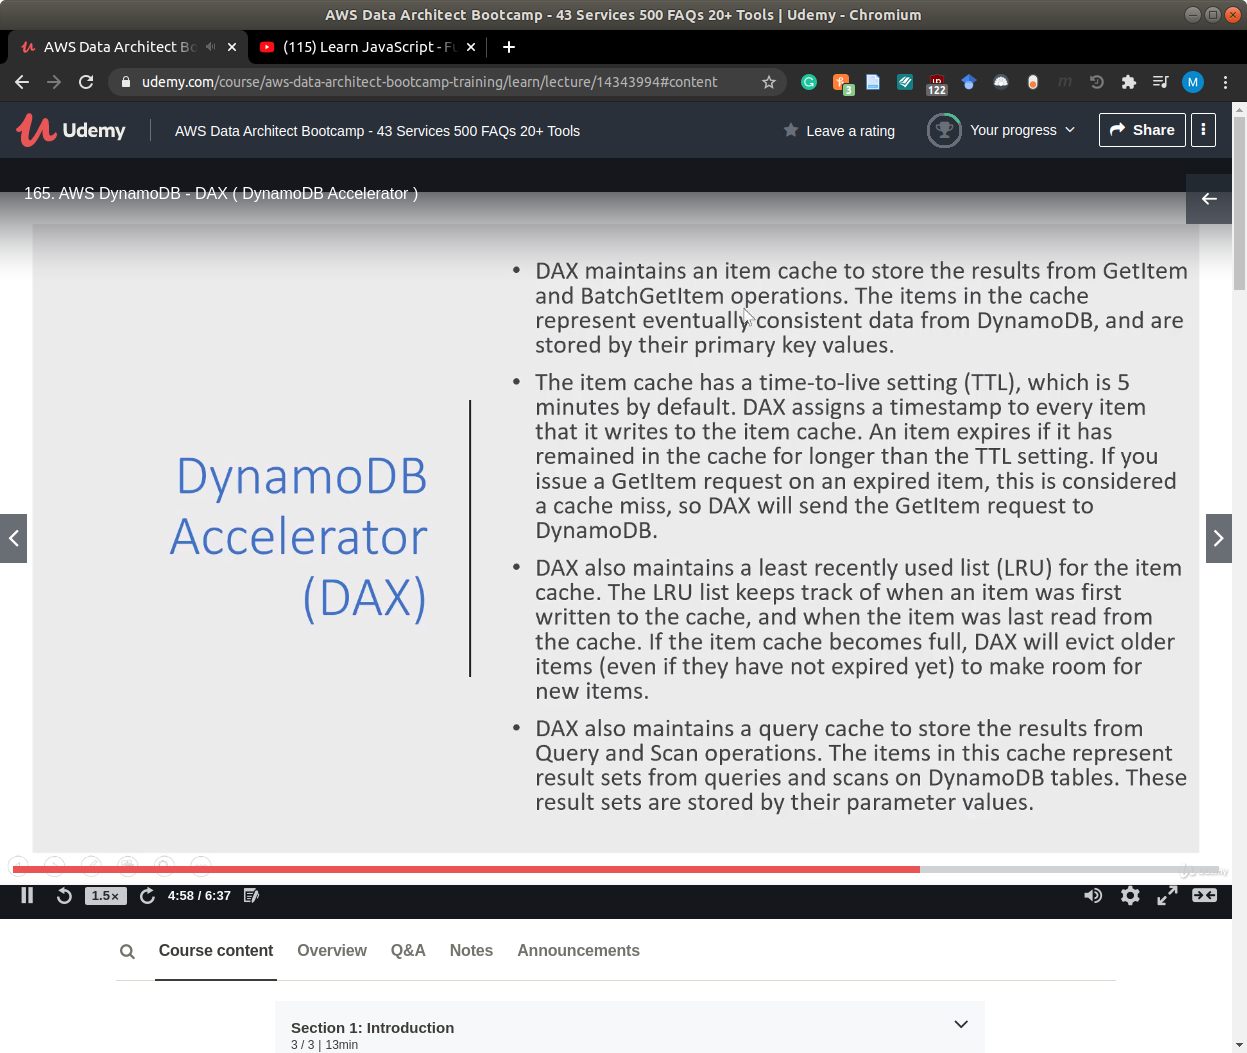 AWS Data Architect Bootcamp - 43 Services 500 FAQs 20+ Tools | Udemy - Chromium
AWS Data Architect Bo
(115) Learn JavaScript - Fu
udemy.com/course/aws-data-architect-bootcamp-training/learn/lecture/14343994#content
3
122
m
M
Udemy
AWS Data Architect Bootcamp - 43 Services 500 FAQs 20+ Tools
Leave a rating
Your progress
Share
165. AWS DynamoDB - DAX ( DynamoDB Accelerator )
DynamoDB
Accelerator
(DAX)
• DAX maintains an item cache to store the results from GetItem
and BatchGetItem operations. The items in the cache
represent eventually consistent data from DynamoDB, and are
stored by their primary key values.
• The item cache has a time-to-live setting (TTL), which is 5
minutes by default. DAX assigns a timestamp to every item
that it writes to the item cache. An item expires if it has
remained in the cache for longer than the TTL setting. If you
issue a GetItem request on an expired item, this is considered
a cache miss, so DAX will send the GetItem request to
DynamoDB.
• DAX also maintains a least recently used list (LRU) for the item
cache. The LRU list keeps track of when an item was first
written to the cache, and when the item was last read from
the cache. If the item cache becomes full, DAX will evict older
items (even if they have not expired yet) to make room for
new items.
• DAX also maintains a query cache to store the results from
Query and Scan operations. The items in this cache represent
result sets from queries and scans on DynamoDB tables. These
result sets are stored by their parameter values.
1.5×
4:58 / 6:37
Course content
Overview
Q&A
Notes
Announcements
Section 1: Introduction
3 / 3 | 13min